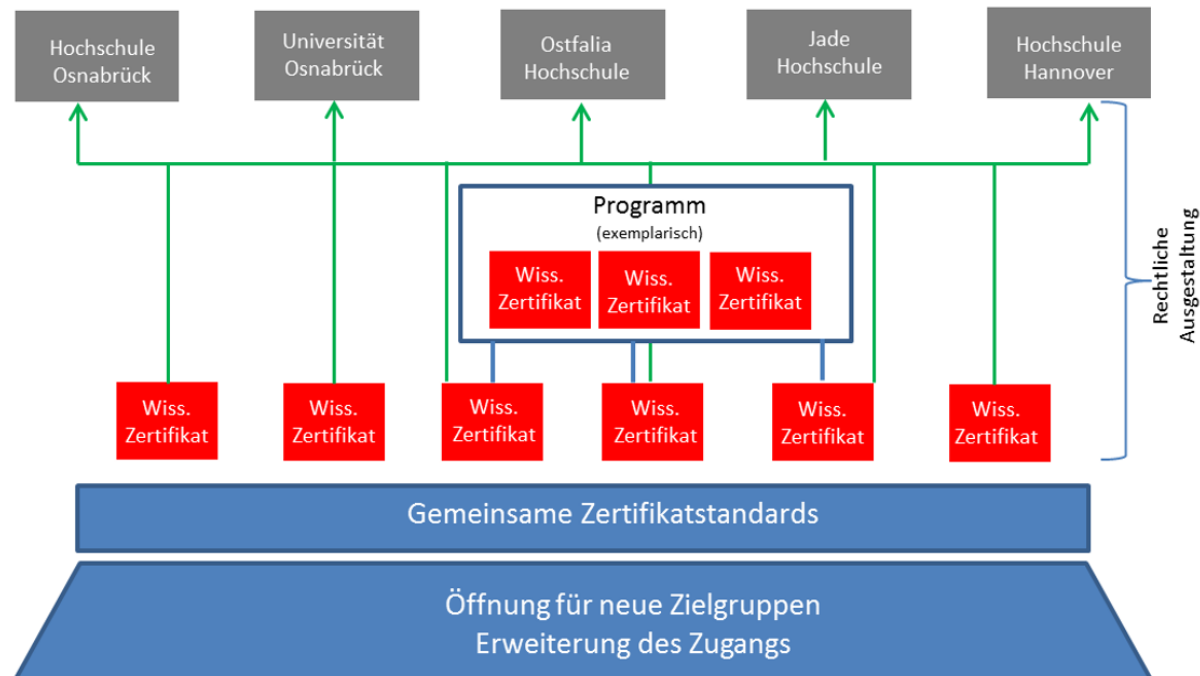 Hochschule
Osnabrück
Universität
Osnabrück
Ostfalia
Hochschule
Jade
Hochschule
Hochschule
Hannover
Programm
(exemplarisch)
Wiss.
Zertifikat
Wiss.
Zertifikat
Wiss.
Zertifikat
Rechtliche
Ausgestaltung
Wiss.
Zertifikat
Wiss.
Zertifikat
Wiss.
Zertifikat
Wiss.
Zertifikat
Wiss.
Zertifikat
Wiss.
Zertifikat
Gemeinsame Zertifikatstandards
Öffnung für neue Zielgruppen
Erweiterung des Zugangs